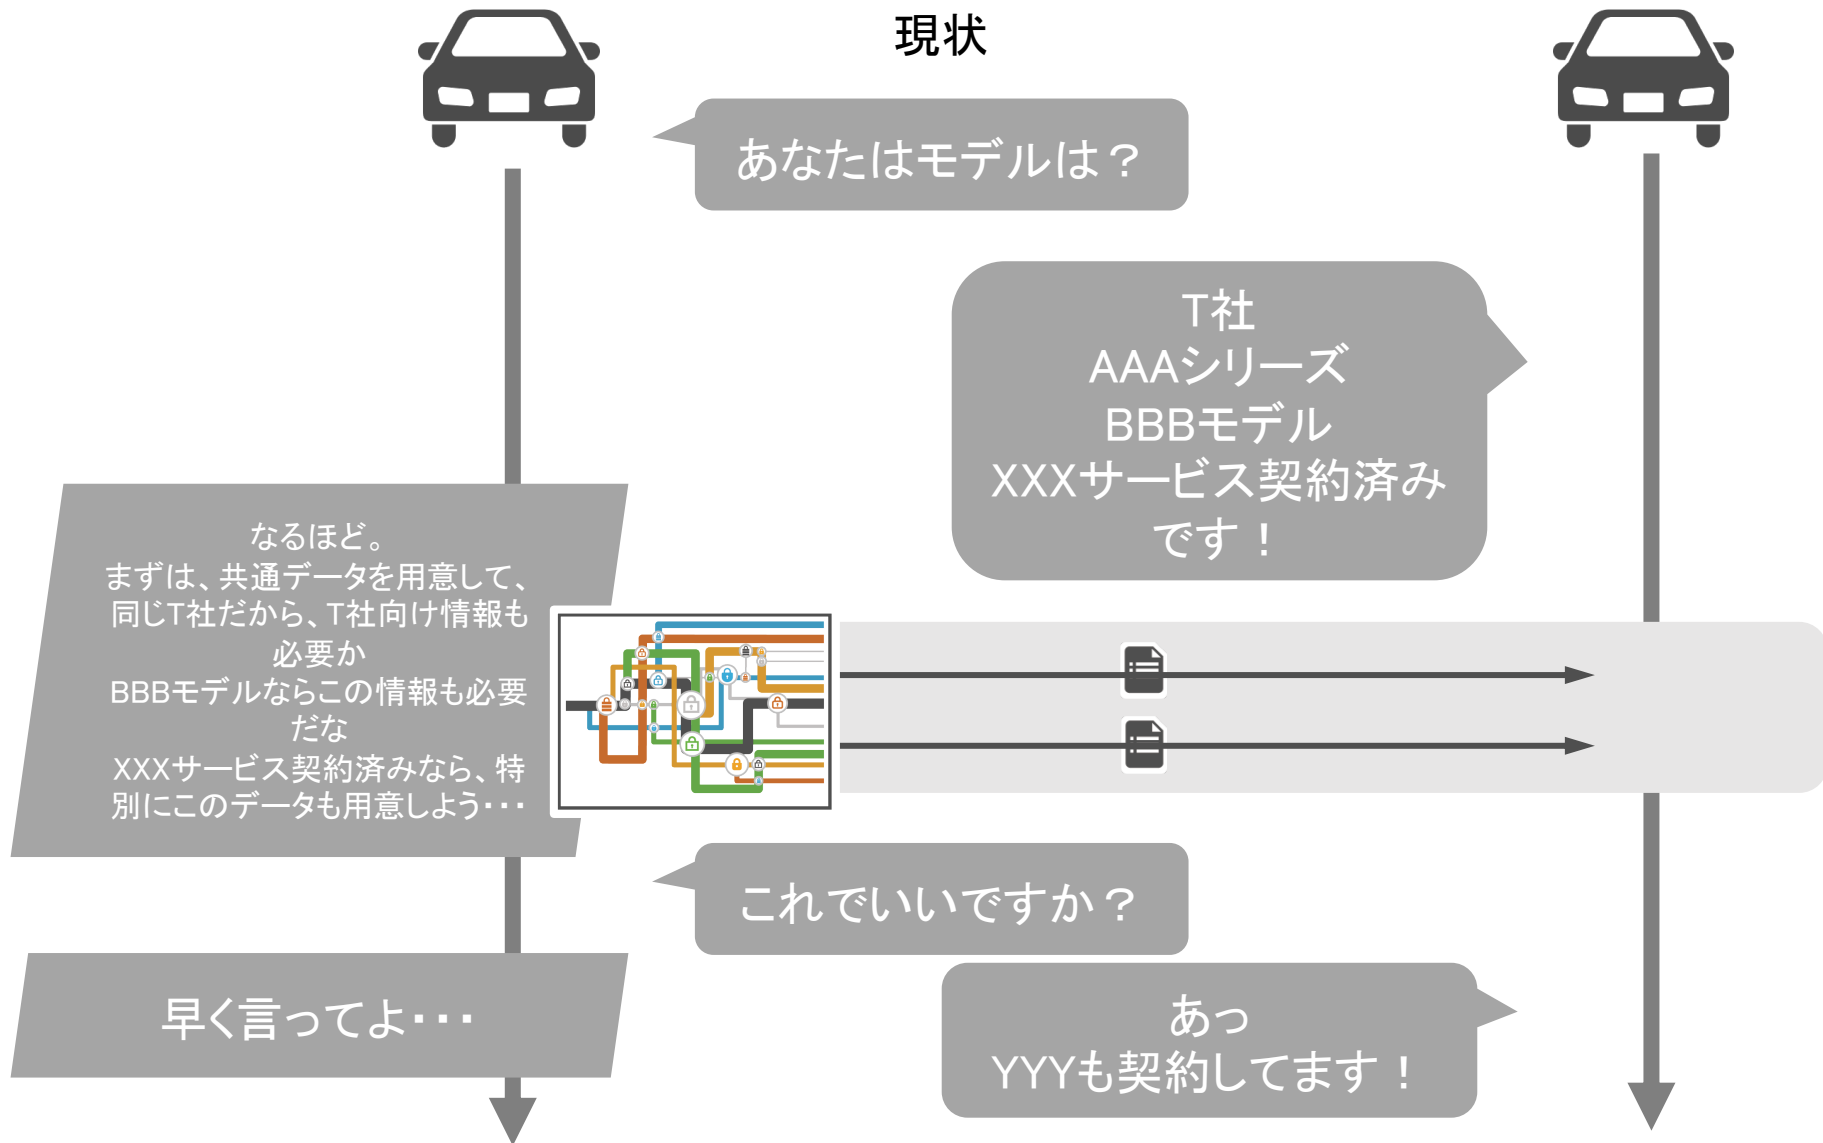 現状
あなたはモデルは？
T社
AAAシリーズ
BBBモデル
XXXサービス契約済み
です！
なるほど。
まずは、共通データを用意して、
同じT社だから、T社向け情報も
必要か
BBBモデルならこの情報も必要
だな
XXXサービス契約済みなら、特
別にこのデータも用意しよう・・・
これでいいですか？
あっ
YYYも契約してます！
早く言ってよ・・・